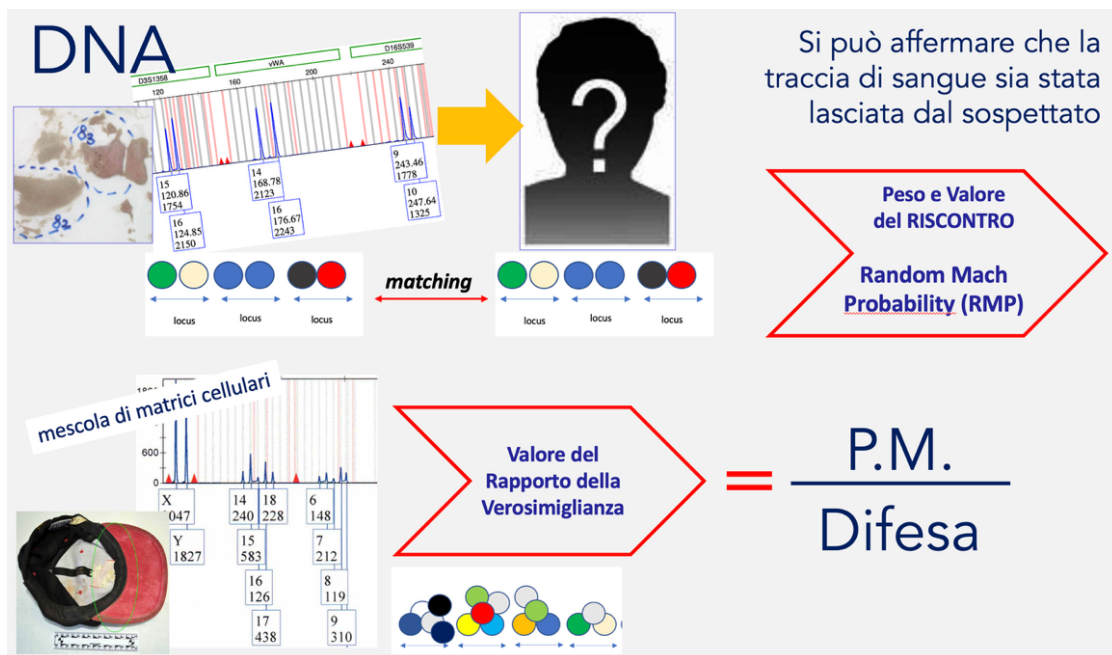 DNA
D3S1358
vWA
D16S539
120
160
200
240
83
82
15
120.86
1754
16
124.85
2150
14
168.78
2123
16
176.67
2243
9
243.46
1778
10
247.64
1325
?
Si può affermare che la
traccia di sangue sia stata
lasciata dal sospettato
locus
locus
locus
matching
locus
locus
locus
Peso e Valore
del RISCONTRO
Random Mach
Probability (RMP)
mescola di matrici cellulari
600
0
X
047
Y
1827
14
240
15
583
16
126
17
438
18
228
6
148
7
212
8
119
9
310
Valore del
Rapporto della
Verosimiglianza
=
P.M.
Difesa